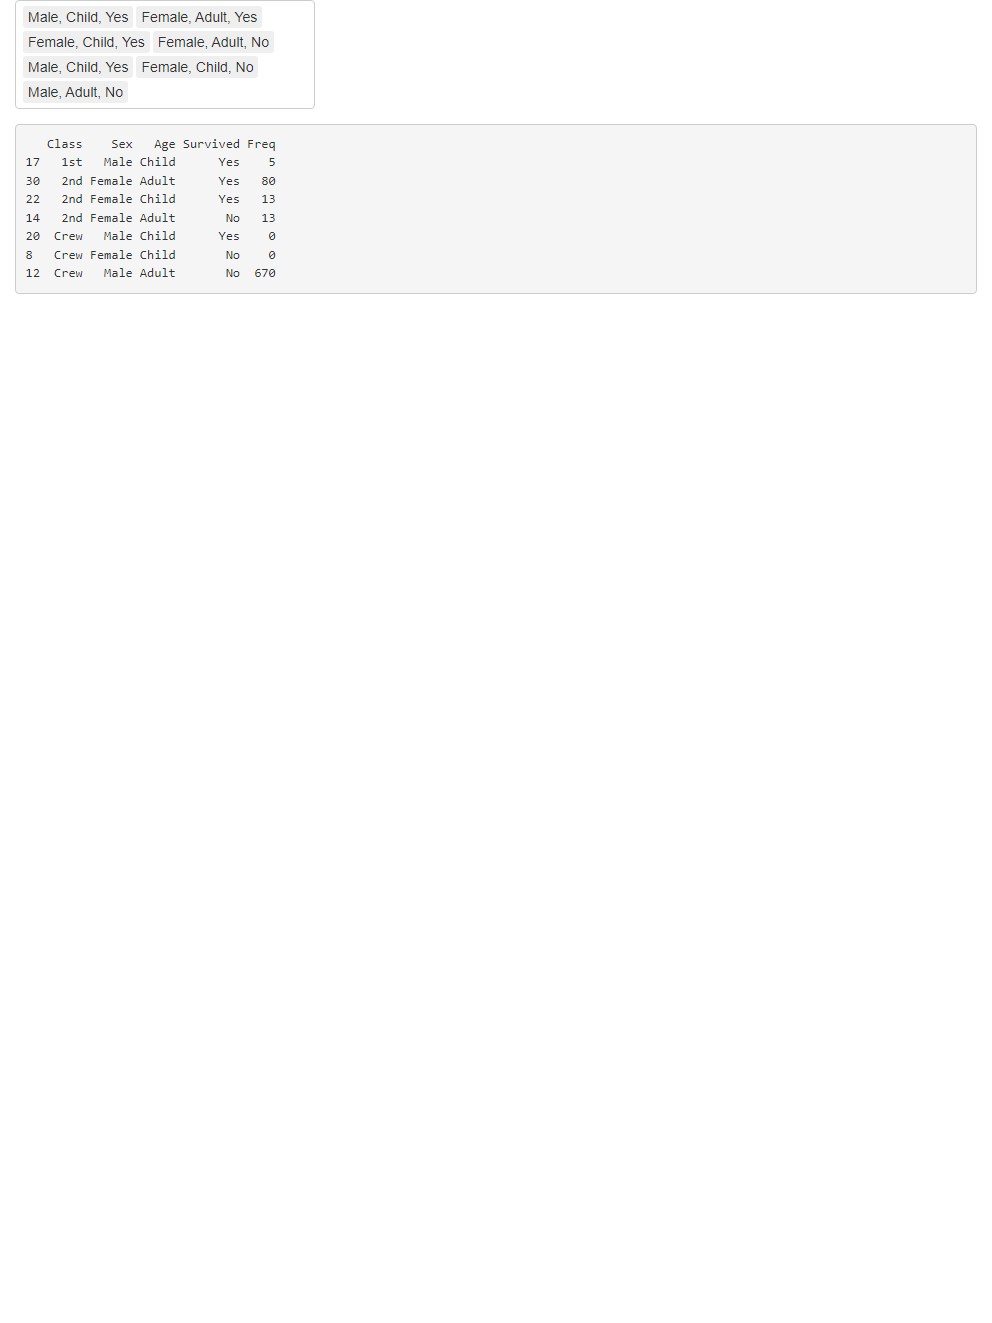 Male, Child, Yes Female, Adult, Yes
Female, Child, Yes Female, Adult, No
Male, Child, Yes Female, Child, No
Male, Adult, No
   Class    Sex   Age Survived Freq
17   1st   Male Child      Yes    5
30   2nd Female Adult      Yes   80
22   2nd Female Child      Yes   13
14   2nd Female Adult       No   13
20  Crew   Male Child      Yes    0
8   Crew Female Child       No    0
12  Crew   Male Adult       No  670